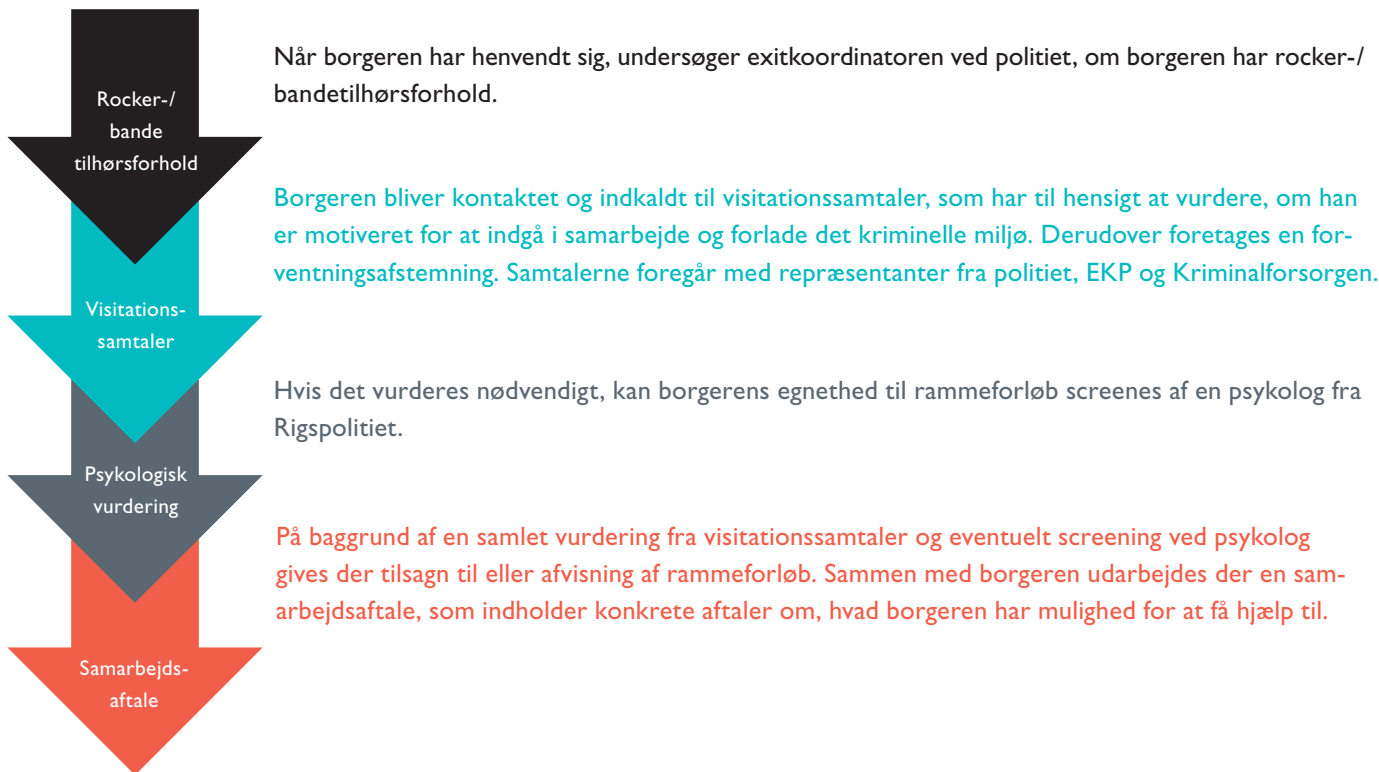 Rocker-/
bande
tilhørsforhold
Når borgeren har henvendt sig, undersøger exitkoordinatoren ved politiet, om borgeren har rocker-/
bandetilhørsforhold.
Visitations-
samtaler
Borgeren bliver kontaktet og indkaldt til visitationssamtaler, som har til hensigt at vurdere, om han
er motiveret for at indgå i samarbejde og forlade det kriminelle miljø. Derudover foretages en for-
ventningsafstemning. Samtalerne foregår med repræsentanter fra politiet, EKP og Kriminalforsorgen.
Psykologisk
vurdering
Hvis det vurderes nødvendigt, kan borgerens egnethed til rammeforløb screenes af en psykolog fra
Rigspolitiet.
Samarbejds-
aftale
På baggrund af en samlet vurdering fra visitationssamtaler og eventuelt screening ved psykolog
gives der tilsagn til eller afvisning af rammeforløb. Sammen med borgeren udarbejdes der en sam-
arbejdsaftale, som indholder konkrete aftaler om, hvad borgeren har mulighed for at få hjælp til.